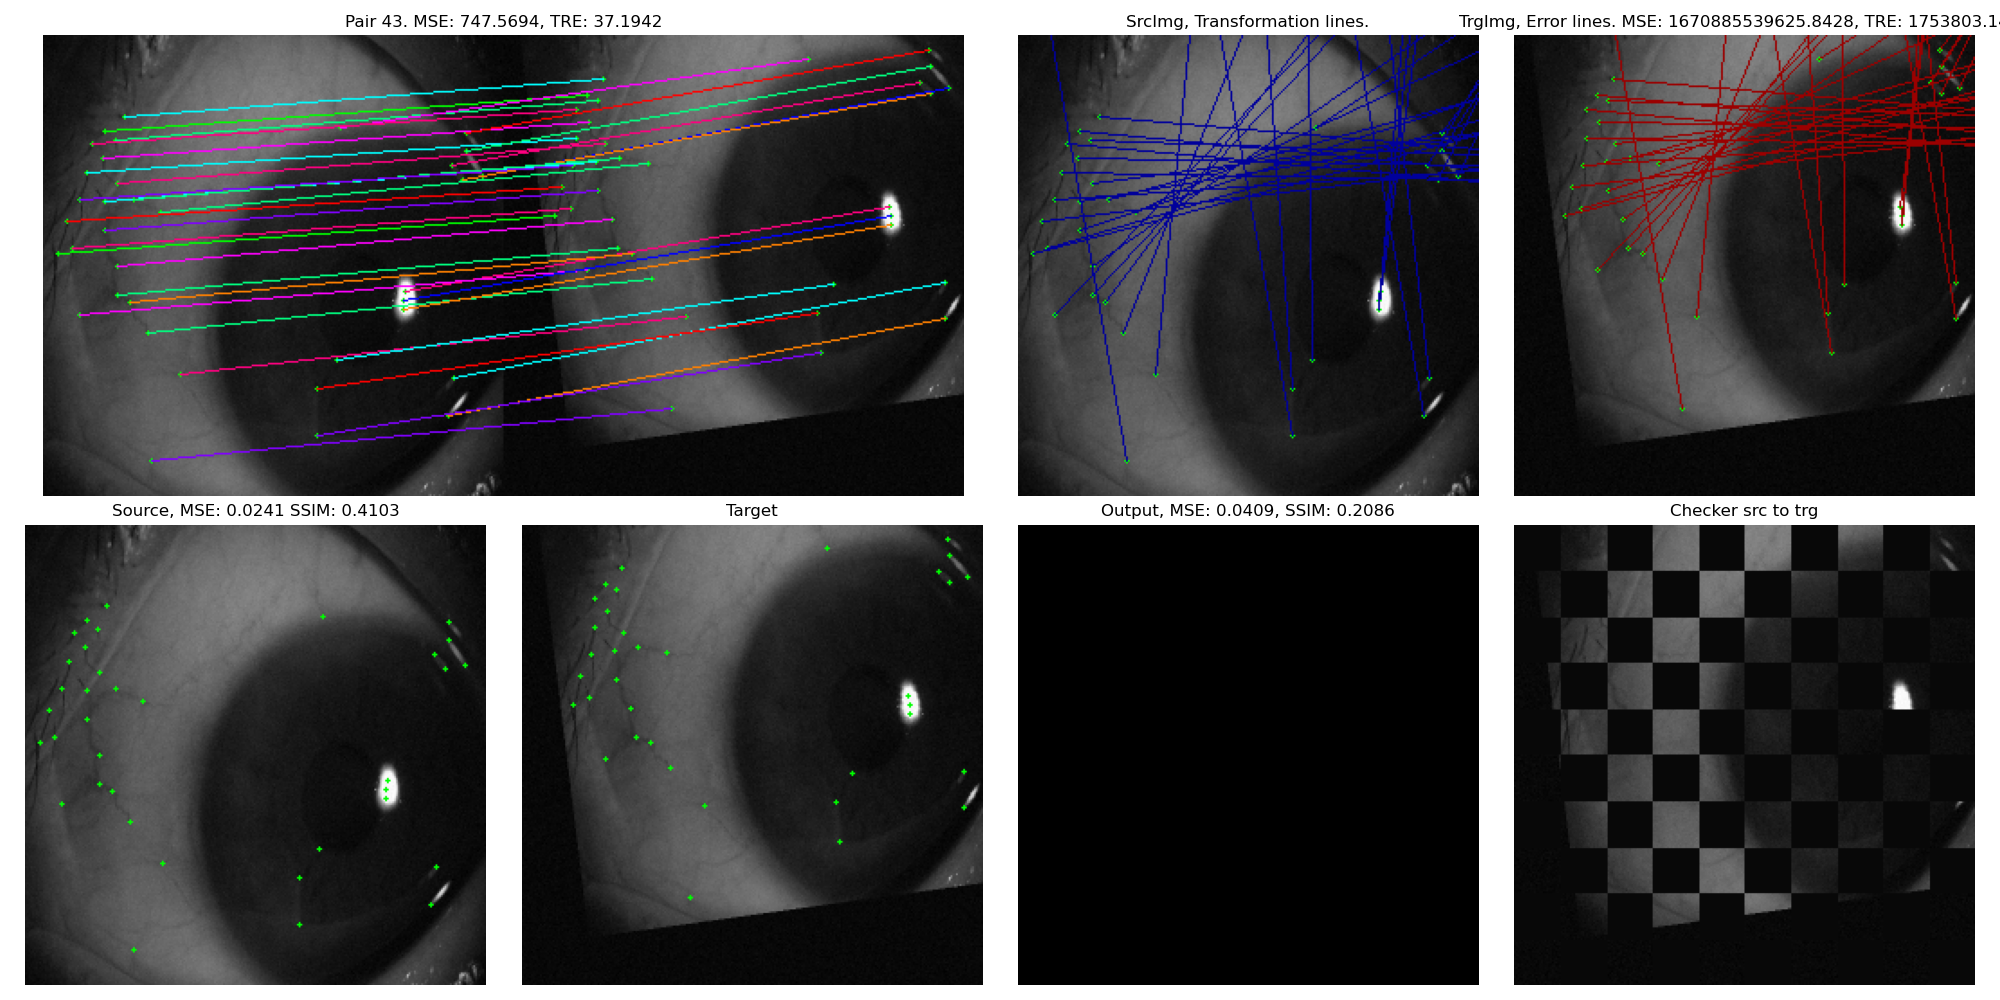 Pair 43. MSE: 747.5694, TRE: 37.1942
SrcImg, Transformation lines.
TrgImg, Error lines. MSE: 1670885539625.8428, TRE: 1753803.1
Source, MSE: 0.0241 SSIM: 0.4103
Target
Output, MSE: 0.0409, SSIM: 0.2086
Checker src to trg